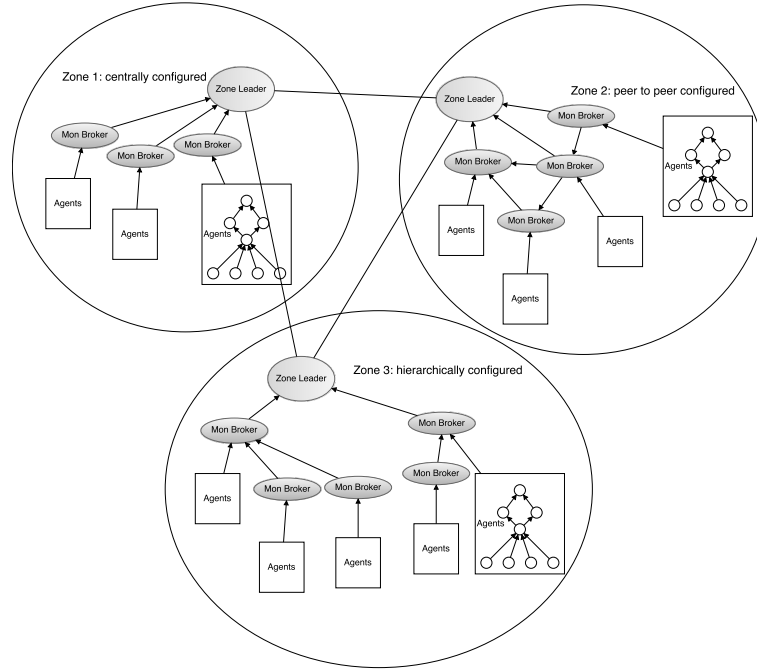 Zone 1: centrally configured
Zone Leader
Mon Broker
Mon Broker
Mon Broker
Agents
Agents
Agents
Zone 2: peer to peer configured
Zone Leader
Mon Broker
Mon Broker
Mon Broker
Mon Broker
Agents
Agents
Agents
Agents
Zone 3: hierarchically configured
Zone Leader
Mon Broker
Mon Broker
Mon Broker
Mon Broker
Mon Broker
Agents
Agents
Agents
Agents
Agents